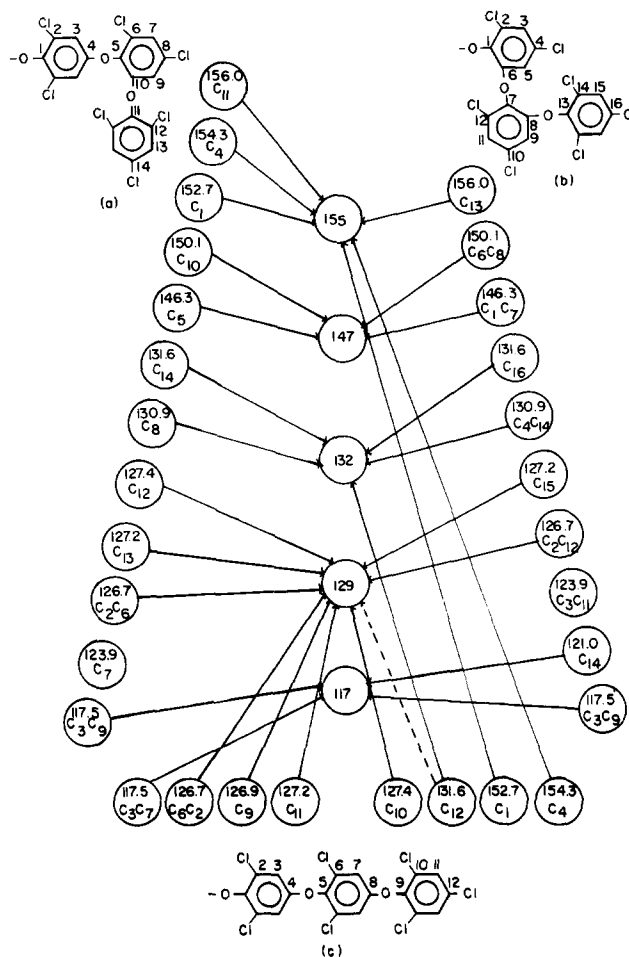 Cl
2 3
Cl
6 7
Cl
– O 1 4 O 5 8 Cl
Cl
10 9
O
11
Cl Cl
12
13
14
Cl
(a)
Cl
2 3
– O 1 4 Cl
6 5
O
17
Cl
12 8 O
11 9
10
Cl
Cl
14 15
13 16 O
Cl
(b)
156.0
C11
154.3
C4
152.7
C1
156.0
C13
155
150.1
C10
150.1
C6C8
146.3
C5
147
146.3
C1C7
131.6
C14
131.6
C16
130.9
C8
132
130.9
C4C14
127.4
C12
127.2
C15
127.2
C13
129
126.7
C2C12
126.7
C2C6
123.9
C3C11
123.9
C7
121.0
C14
117.5
C3C9
117
117.5
C3C9
117.5
C3C7
126.7
C6C2
126.9
C9
127.2
C11
127.4
C10
131.6
C12
152.7
C1
154.3
C4
Cl Cl Cl
2 3 6 7 10 11
– O 4 O 5 8 O 9 12 Cl
Cl Cl Cl
(c)